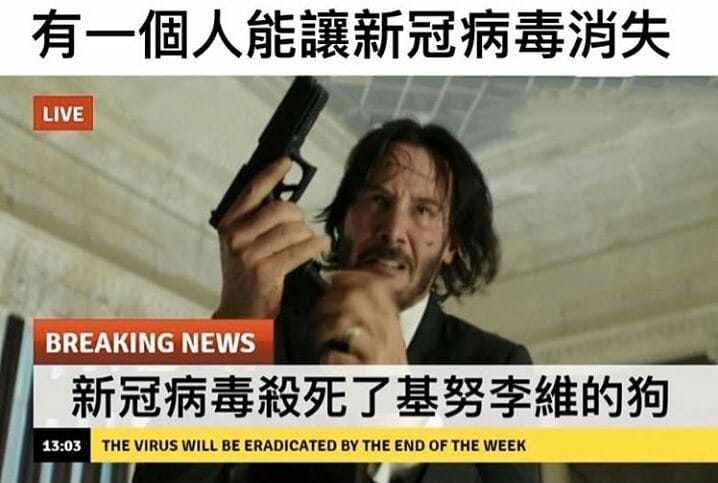 有一個人能讓新冠病毒消失
LIVE
BREAKING NEWS
新冠病毒殺死了基努李維的狗
13:03 THE VIRUS WILL BE ERADICATED BY THE END OF THE WEEK